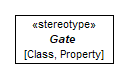 «stereotype»
Gate
[Class, Property]